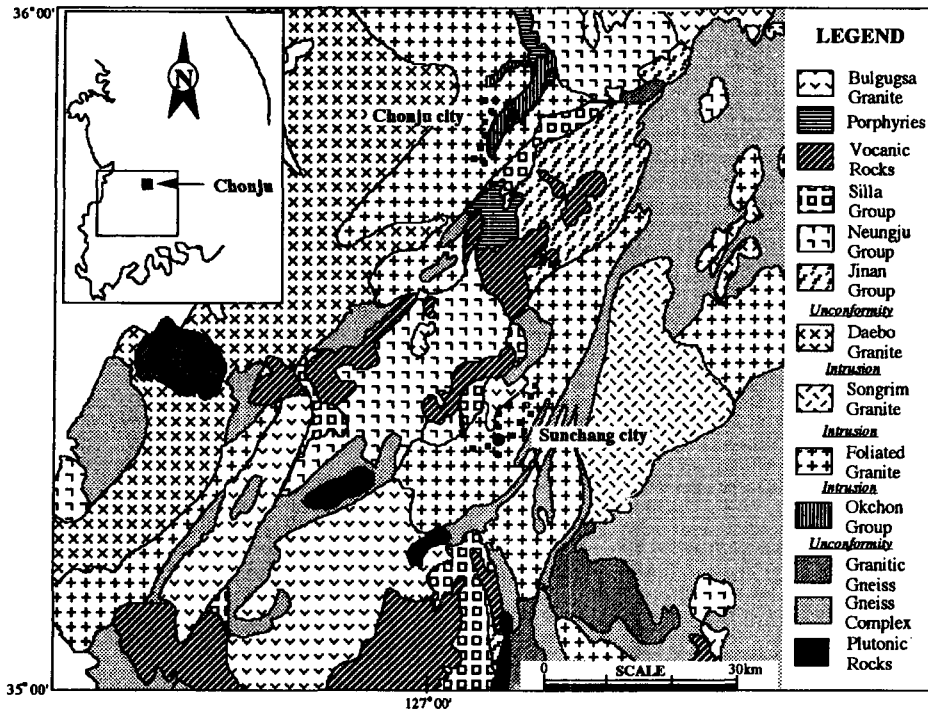 36°00'
N
Chonju
Chonju city
Sunchang city
35°00'
127°00'
0 SCALE 30km
LEGEND
Bulgugsa
Granite
Porphyries
Vocanic
Rocks
Silla
Group
Neungju
Group
Jinan
Group
Unconformity
Daebo
Granite
Intrusion
Songrim
Granite
Intrusion
Foliated
Granite
Intrusion
Okchon
Group
Unconformity
Granitic
Gneiss
Gneiss
Complex
Plutonic
Rocks